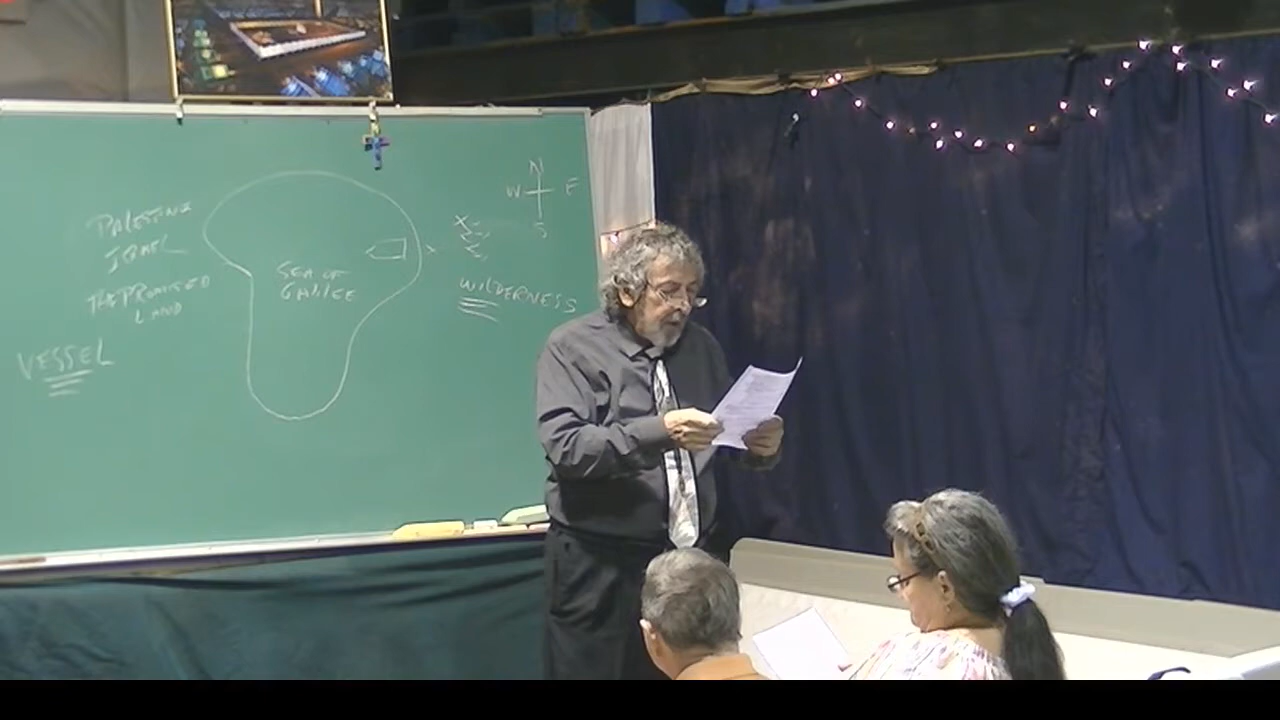 PALESTINE
ISRAEL
THE PROMISED
LAND
VESSEL
SEA OF
GALILEE
N
W E
S
X
WILDERNESS